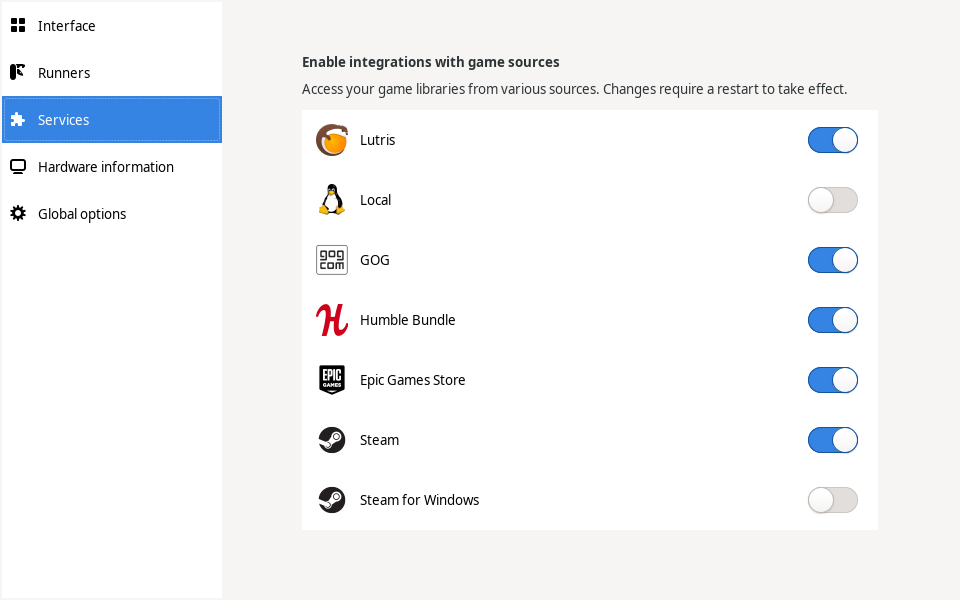 Interface
Runners
Services
Hardware information
Global options
Enable integrations with game sources
Access your game libraries from various sources. Changes require a restart to take effect.
Lutris
Local
gog
com
GOG
Humble Bundle
EPIC
GAMES
Epic Games Store
Steam
Steam for Windows